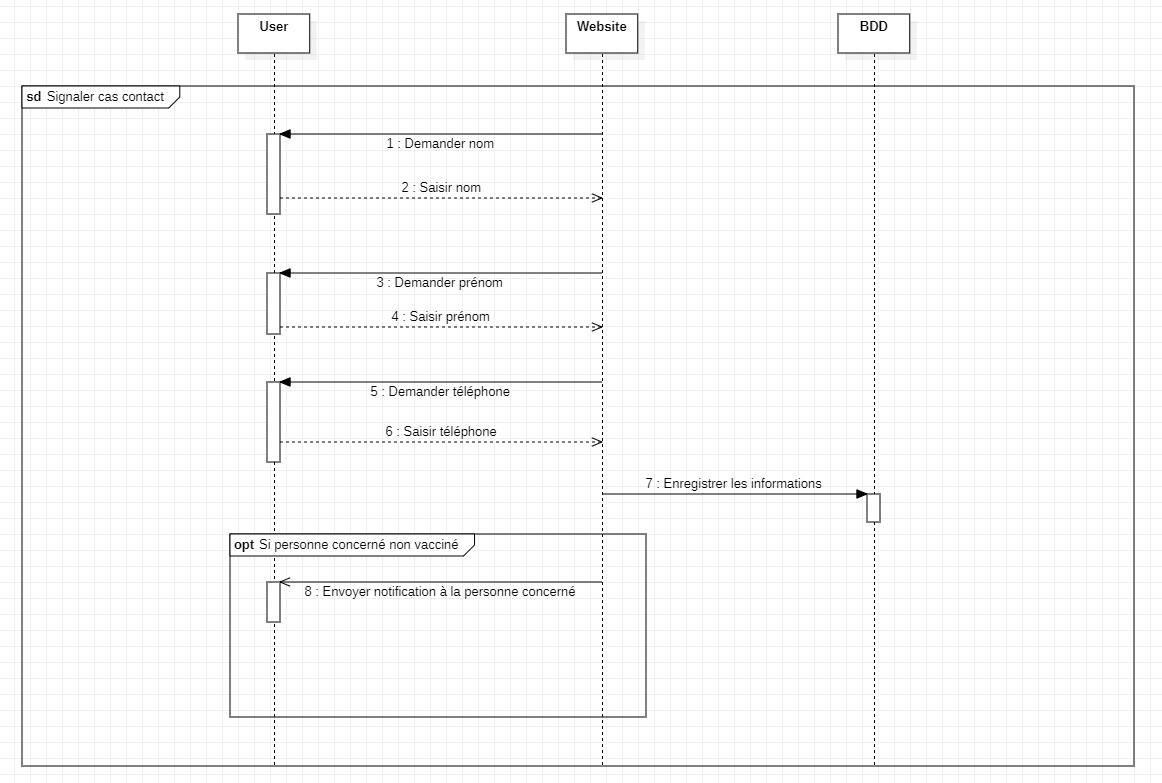 User
Website
BDD
sd Signaler cas contact
1 : Demander nom
2 : Saisir nom
3 : Demander prénom
4 : Saisir prénom
5 : Demander téléphone
6 : Saisir téléphone
7 : Enregistrer les informations
opt Si personne concerné non vacciné
8 : Envoyer notification à la personne concerné